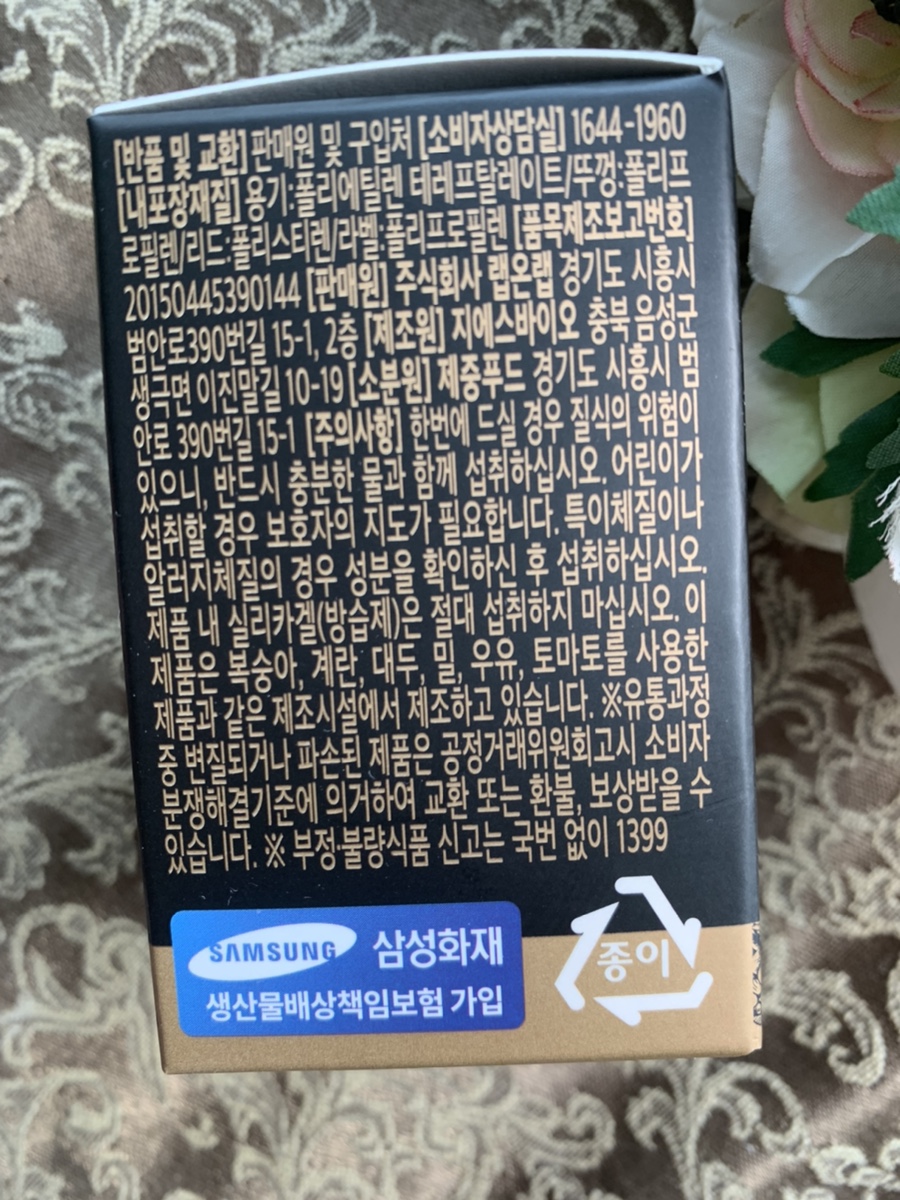 [반품 및 교환] 판매원 및 구입처 [소비자상담실] 1644-1960
[내포장재질] 용기:폴리에틸렌 테레프탈레이트/뚜껑:폴리프
로필렌/리드:폴리스티렌/라벨:폴리프로필렌 [품목제조보고번호]
20150445390144 [판매원] 주식회사 랩온랩 경기도 시흥시
범안로390번길 15-1, 2층 [제조원] 지에스바이오 충북 음성군
생극면 이진말길 10-19 [소분원] 제중푸드 경기도 시흥시 범
안로 390번길 15-1 [주의사항] 한번에 드실 경우 질식의 위험이
있으니, 반드시 충분한 물과 함께 섭취하십시오. 어린이가
섭취할 경우 보호자의 지도가 필요합니다. 특이체질이나
알러지체질의 경우 성분을 확인하신 후 섭취하십시오.
제품 내 실리카겔(방습제)은 절대 섭취하지 마십시오. 이
제품은 복숭아, 계란, 대두, 밀, 우유, 토마토를 사용한
제품과 같은 제조시설에서 제조하고 있습니다. ※유통과정
중 변질되거나 파손된 제품은 공정거래위원회고시 소비자
분쟁해결기준에 의거하여 교환 또는 환불, 보상받을 수
있습니다. ※ 부정·불량식품 신고는 국번 없이 1399
SAMSUNG 삼성화재
생산물배상책임보험 가입
종이